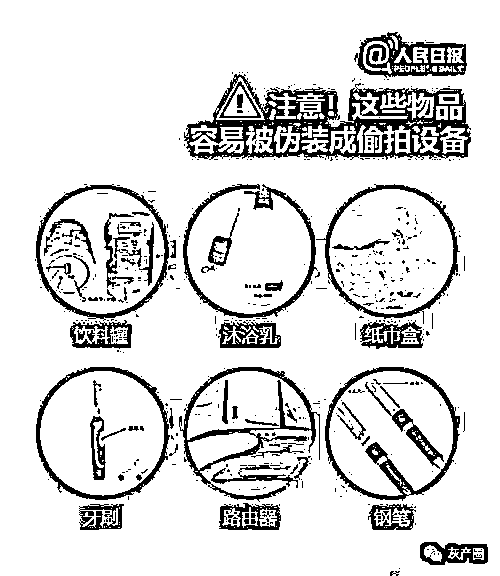 @人民日报
PEOPLE'S DAILY
注意!这些物品
容易被伪装成偷拍设备
饮料罐
沐浴乳
纸巾盒
牙刷
路由器
钢笔
灰产圈